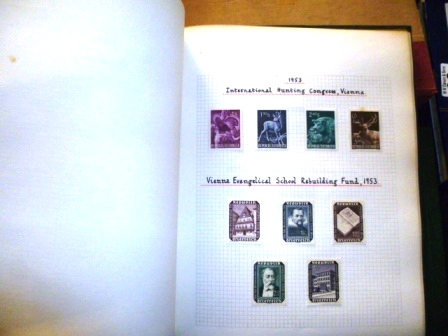 1953
International Hunting Congress, Vienna
Vienna Evangelical School Rebuilding Fund, 1953